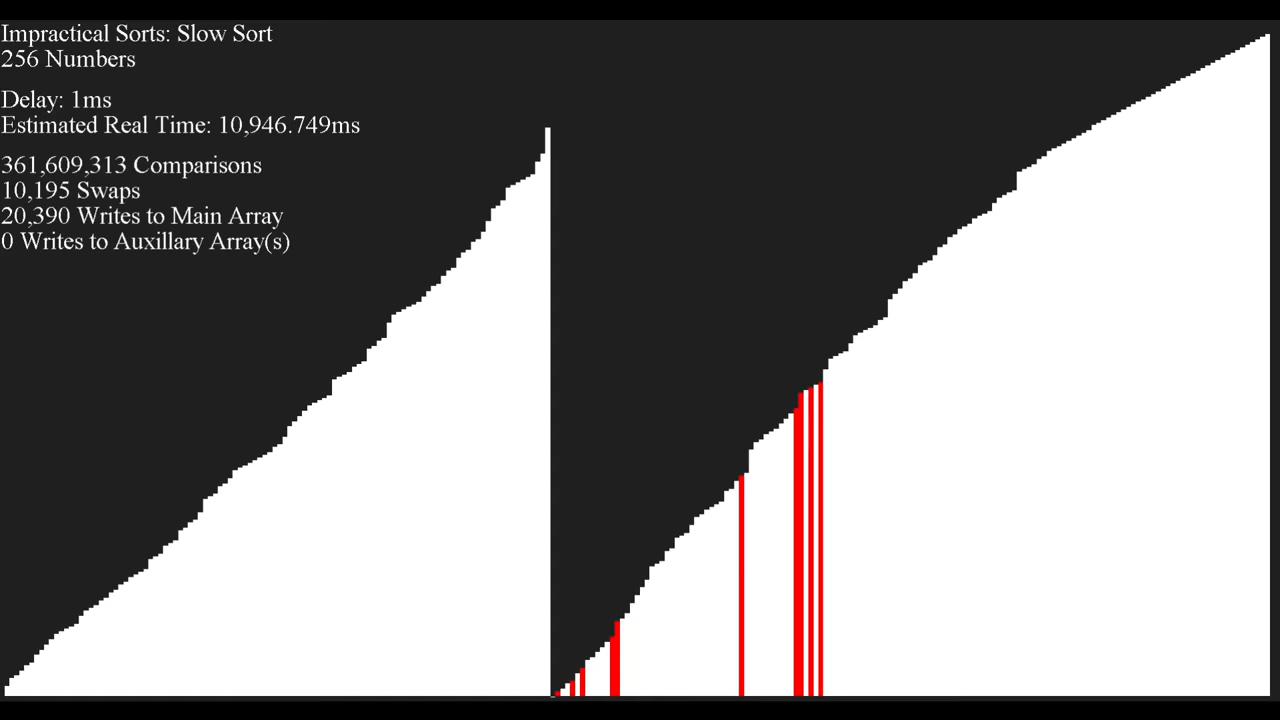 Impractical Sorts: Slow Sort
256 Numbers
Delay: 1ms
Estimated Real Time: 10,946.749ms
361,609,313 Comparisons
10,195 Swaps
20,390 Writes to Main Array
0 Writes to Auxillary Array(s)